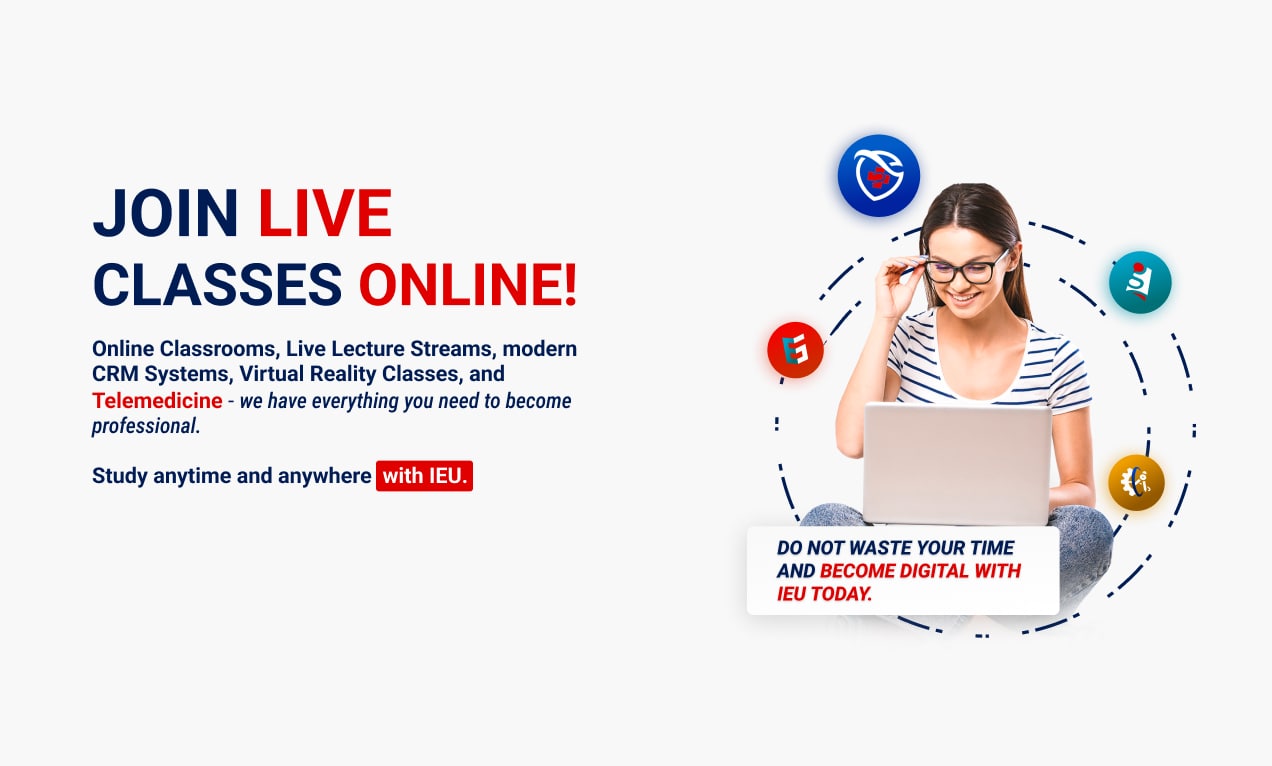 JOIN LIVE
CLASSES ONLINE!
Online Classrooms, Live Lecture Streams, modern
CRM Systems, Virtual Reality Classes, and
Telemedicine - we have everything you need to become
professional.
Study anytime and anywhere with IEU.
DO NOT WASTE YOUR TIME
AND BECOME DIGITAL WITH
IEU TODAY.